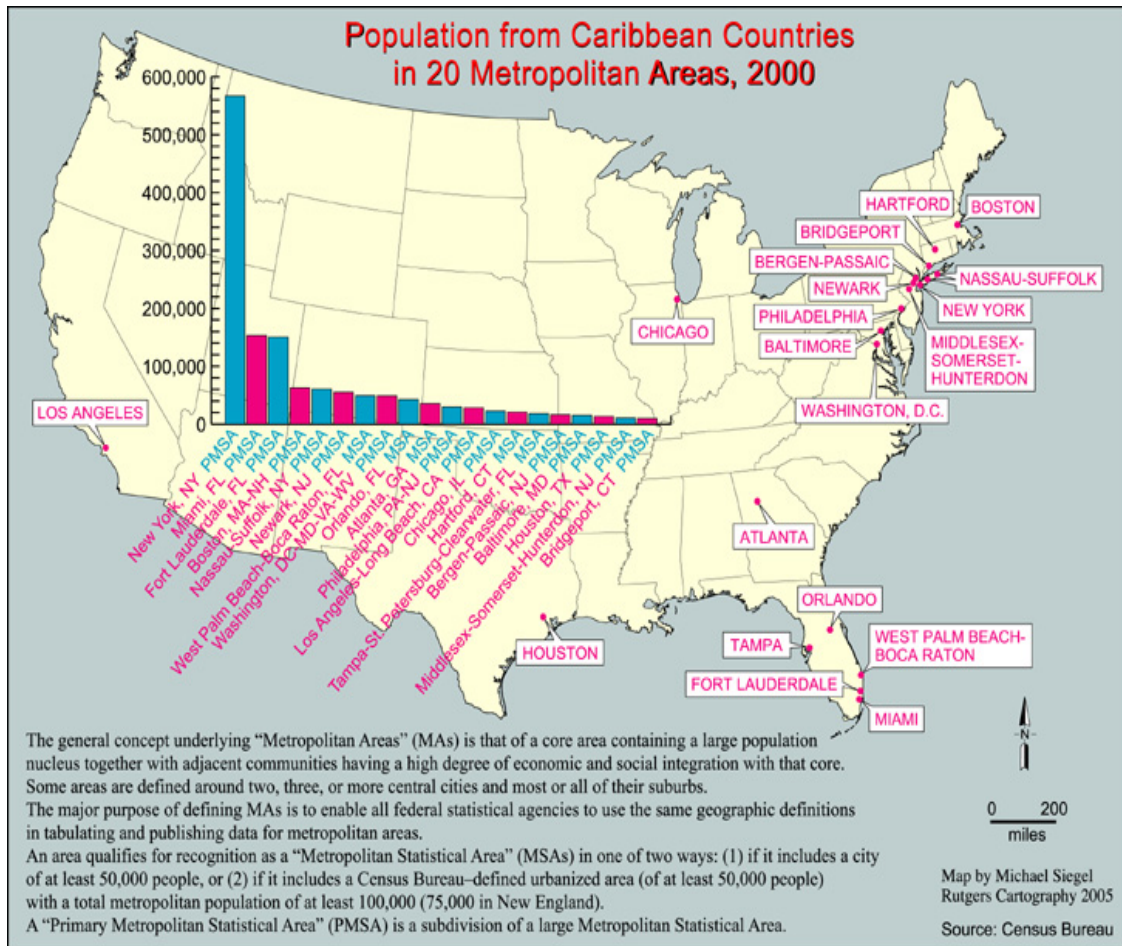 Population from Caribbean Countries
in 20 Metropolitan Areas, 2000
600,000
500,000
400,000
300,000
200,000
100,000
0
New York, NY PMSA
Miami, FL PMSA
Fort Lauderdale, FL PMSA
Boston, MA-NH PMSA
Nassau-Suffolk, NY PMSA
Newark, NJ PMSA
West Palm Beach-Boca Raton, FL MSA
Washington, DC-MD-VA-WV PMSA
Orlando, FL MSA
Atlanta, GA MSA
Philadelphia, PA-NJ PMSA
Los Angeles-Long Beach, CA PMSA
Chicago, IL PMSA
Hartford, CT MSA
Tampa-St. Petersburg-Clearwater, FL MSA
Bergen-Passaic, NJ PMSA
Baltimore, MD PMSA
Houston, TX PMSA
Middlesex-Somerset-Hunterdon, NJ PMSA
Bridgeport, CT PMSA
LOS ANGELES
CHICAGO
HOUSTON
HARTFORD
BOSTON
BRIDGEPORT
BERGEN-PASSAIC
NASSAU-SUFFOLK
NEWARK
NEW YORK
PHILADELPHIA
BALTIMORE
MIDDLESEX-
SOMERSET-
HUNTERDON
WASHINGTON, D.C.
ATLANTA
ORLANDO
TAMPA
WEST PALM BEACH-
BOCA RATON
FORT LAUDERDALE
MIAMI
N
0 200
miles
The general concept underlying “Metropolitan Areas” (MAs) is that of a core area containing a large population
nucleus together with adjacent communities having a high degree of economic and social integration with that core.
Some areas are defined around two, three, or more central cities and most or all of their suburbs.
The major purpose of defining MAs is to enable all federal statistical agencies to use the same geographic definitions
in tabulating and publishing data for metropolitan areas.
An area qualifies for recognition as a “Metropolitan Statistical Area” (MSAs) in one of two ways: (1) if it includes a city
of at least 50,000 people, or (2) if it includes a Census Bureau–defined urbanized area (of at least 50,000 people)
with a total metropolitan population of at least 100,000 (75,000 in New England).
A “Primary Metropolitan Statistical Area” (PMSA) is a subdivision of a large Metropolitan Statistical Area.
Map by Michael Siegel
Rutgers Cartography 2005
Source: Census Bureau